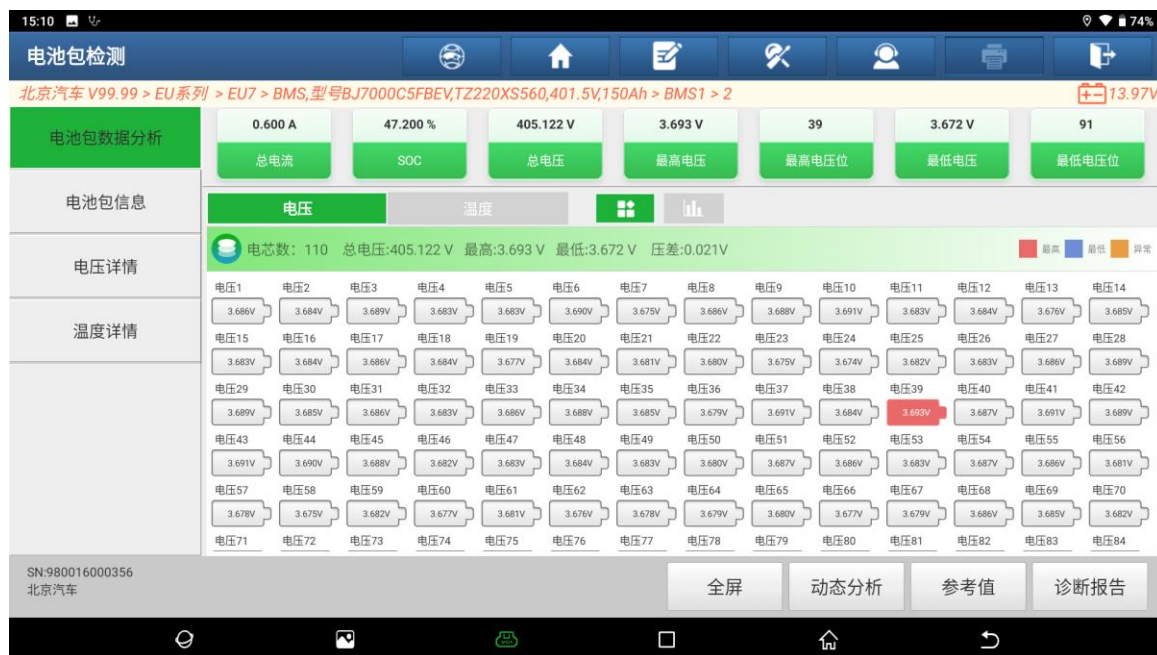 15:10 74%
电池包检测
北京汽车 V99.99 > EU系列 > EU7 > BMS,型号BJ7000C5FBEV,TZ220XS560,401.5V,150Ah > BMS1 > 2 13.97V
电池包数据分析
电池包信息
电压详情
温度详情
0.600 A 47.200 % 405.122 V 3.693 V 39 3.672 V 91
总电流 SOC 总电压 最高电压 最高电压位 最低电压 最低电压位
电压 温度
电芯数：110 总电压:405.122 V 最高:3.693 V 最低:3.672 V 压差:0.021V 最高 最低 异常
电压1 电压2 电压3 电压4 电压5 电压6 电压7 电压8 电压9 电压10 电压11 电压12 电压13 电压14
3.686V 3.684V 3.689V 3.683V 3.683V 3.690V 3.675V 3.686V 3.688V 3.691V 3.683V 3.684V 3.676V 3.685V
电压15 电压16 电压17 电压18 电压19 电压20 电压21 电压22 电压23 电压24 电压25 电压26 电压27 电压28
3.683V 3.684V 3.686V 3.684V 3.677V 3.684V 3.681V 3.680V 3.675V 3.674V 3.682V 3.683V 3.686V 3.689V
电压29 电压30 电压31 电压32 电压33 电压34 电压35 电压36 电压37 电压38 电压39 电压40 电压41 电压42
3.689V 3.685V 3.686V 3.683V 3.686V 3.688V 3.685V 3.679V 3.691V 3.684V 3.693V 3.687V 3.691V 3.689V
电压43 电压44 电压45 电压46 电压47 电压48 电压49 电压50 电压51 电压52 电压53 电压54 电压55 电压56
3.691V 3.690V 3.688V 3.682V 3.683V 3.684V 3.683V 3.680V 3.687V 3.686V 3.683V 3.687V 3.686V 3.681V
电压57 电压58 电压59 电压60 电压61 电压62 电压63 电压64 电压65 电压66 电压67 电压68 电压69 电压70
3.678V 3.675V 3.682V 3.677V 3.681V 3.676V 3.678V 3.679V 3.680V 3.677V 3.679V 3.686V 3.685V 3.682V
电压71 电压72 电压73 电压74 电压75 电压76 电压77 电压78 电压79 电压80 电压81 电压82 电压83 电压84
SN:980016000356
北京汽车
全屏 动态分析 参考值 诊断报告